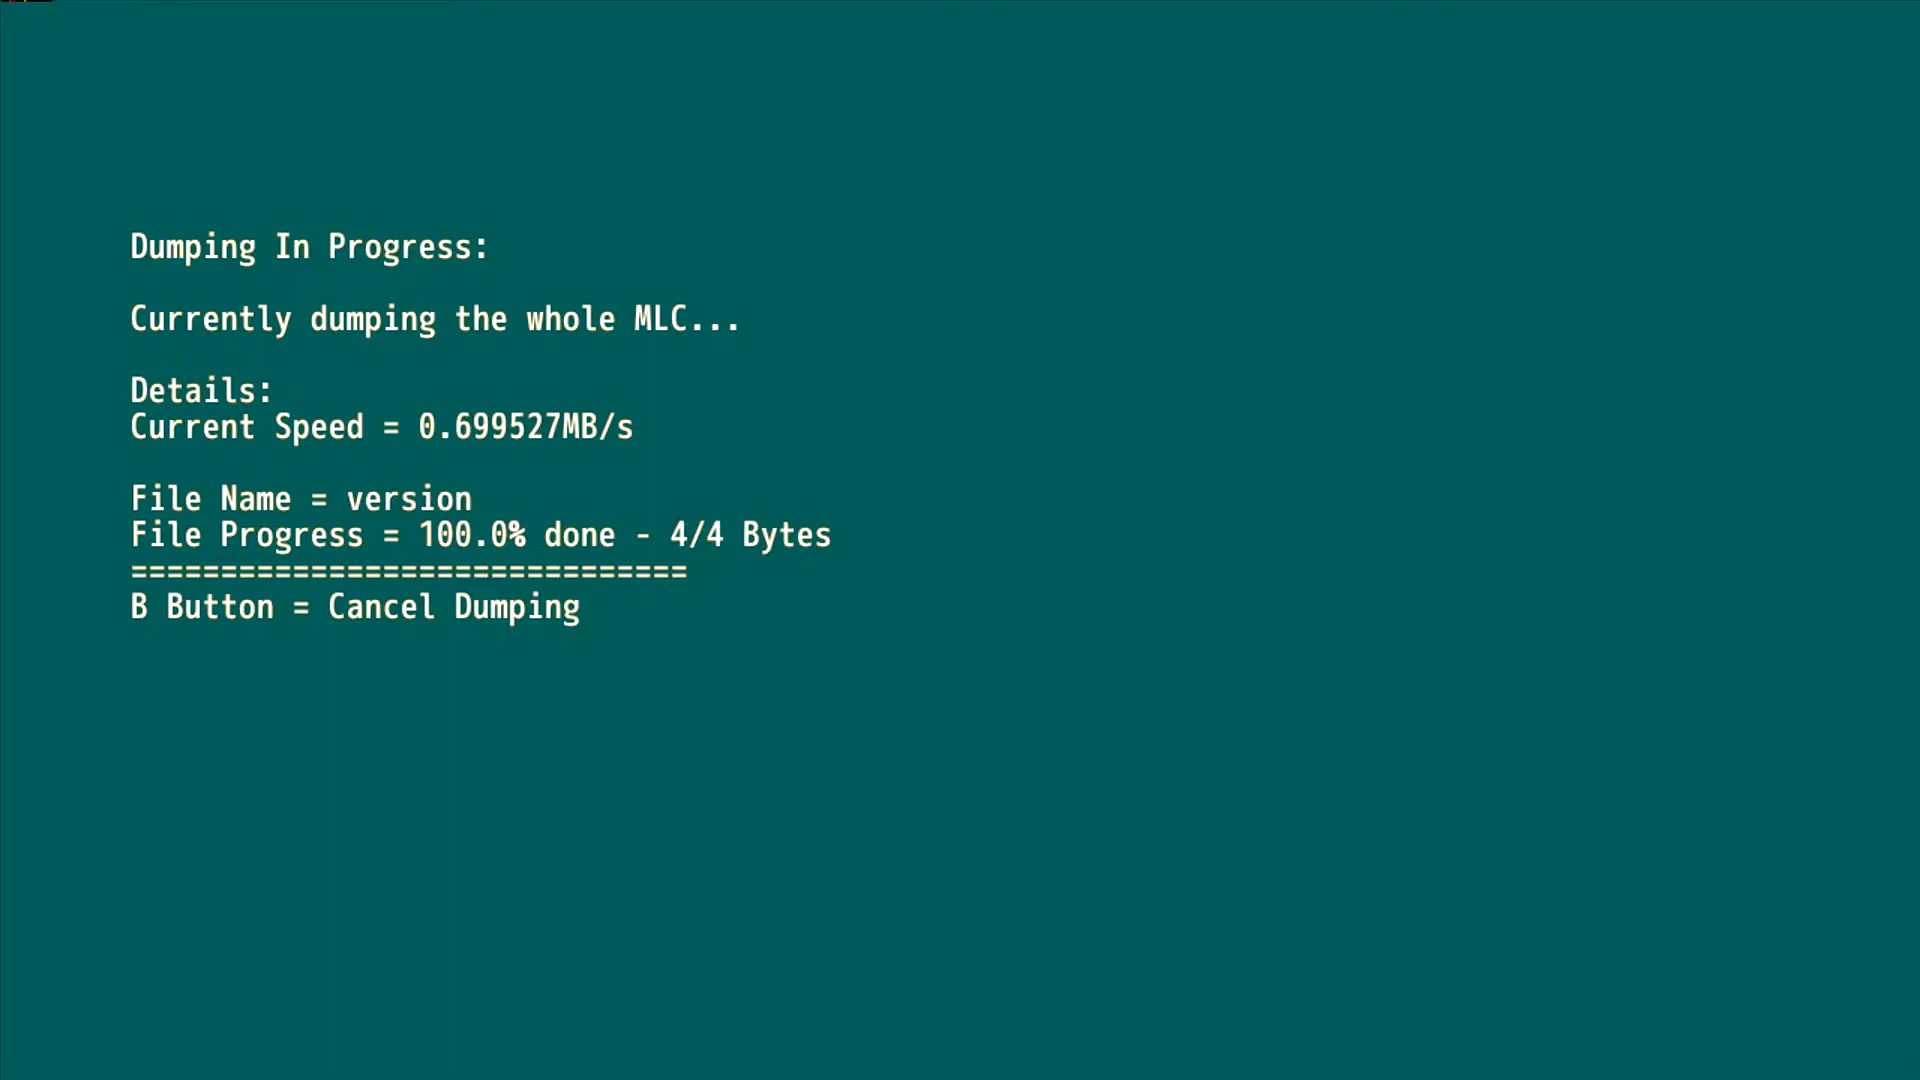 Dumping In Progress:
Currently dumping the whole MLC...
Details:
Current Speed = 0.699527MB/s
File Name = version
File Progress = 100.0% done - 4/4 Bytes
===============================
B Button = Cancel Dumping